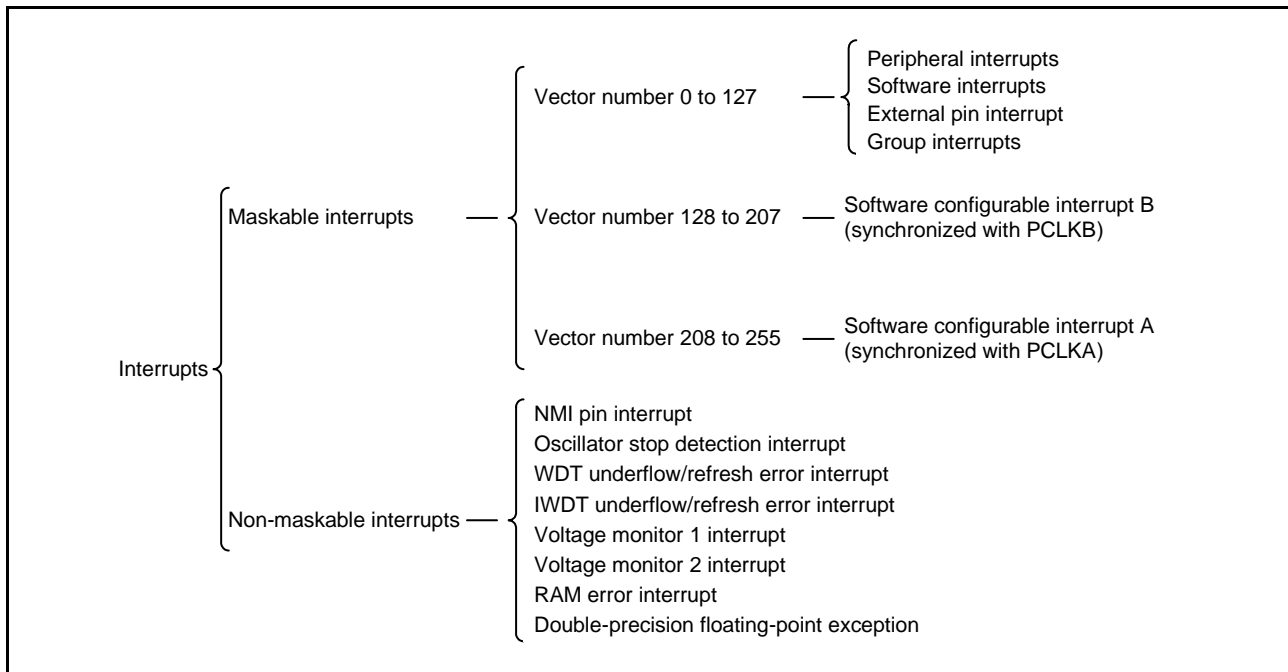 Interrupts
Maskable interrupts
Vector number 0 to 127
Peripheral interrupts
Software interrupts
External pin interrupt
Group interrupts
Vector number 128 to 207
Software configurable interrupt B
(synchronized with PCLKB)
Vector number 208 to 255
Software configurable interrupt A
(synchronized with PCLKA)
Non-maskable interrupts
NMI pin interrupt
Oscillator stop detection interrupt
WDT underflow/refresh error interrupt
IWDT underflow/refresh error interrupt
Voltage monitor 1 interrupt
Voltage monitor 2 interrupt
RAM error interrupt
Double-precision floating-point exception